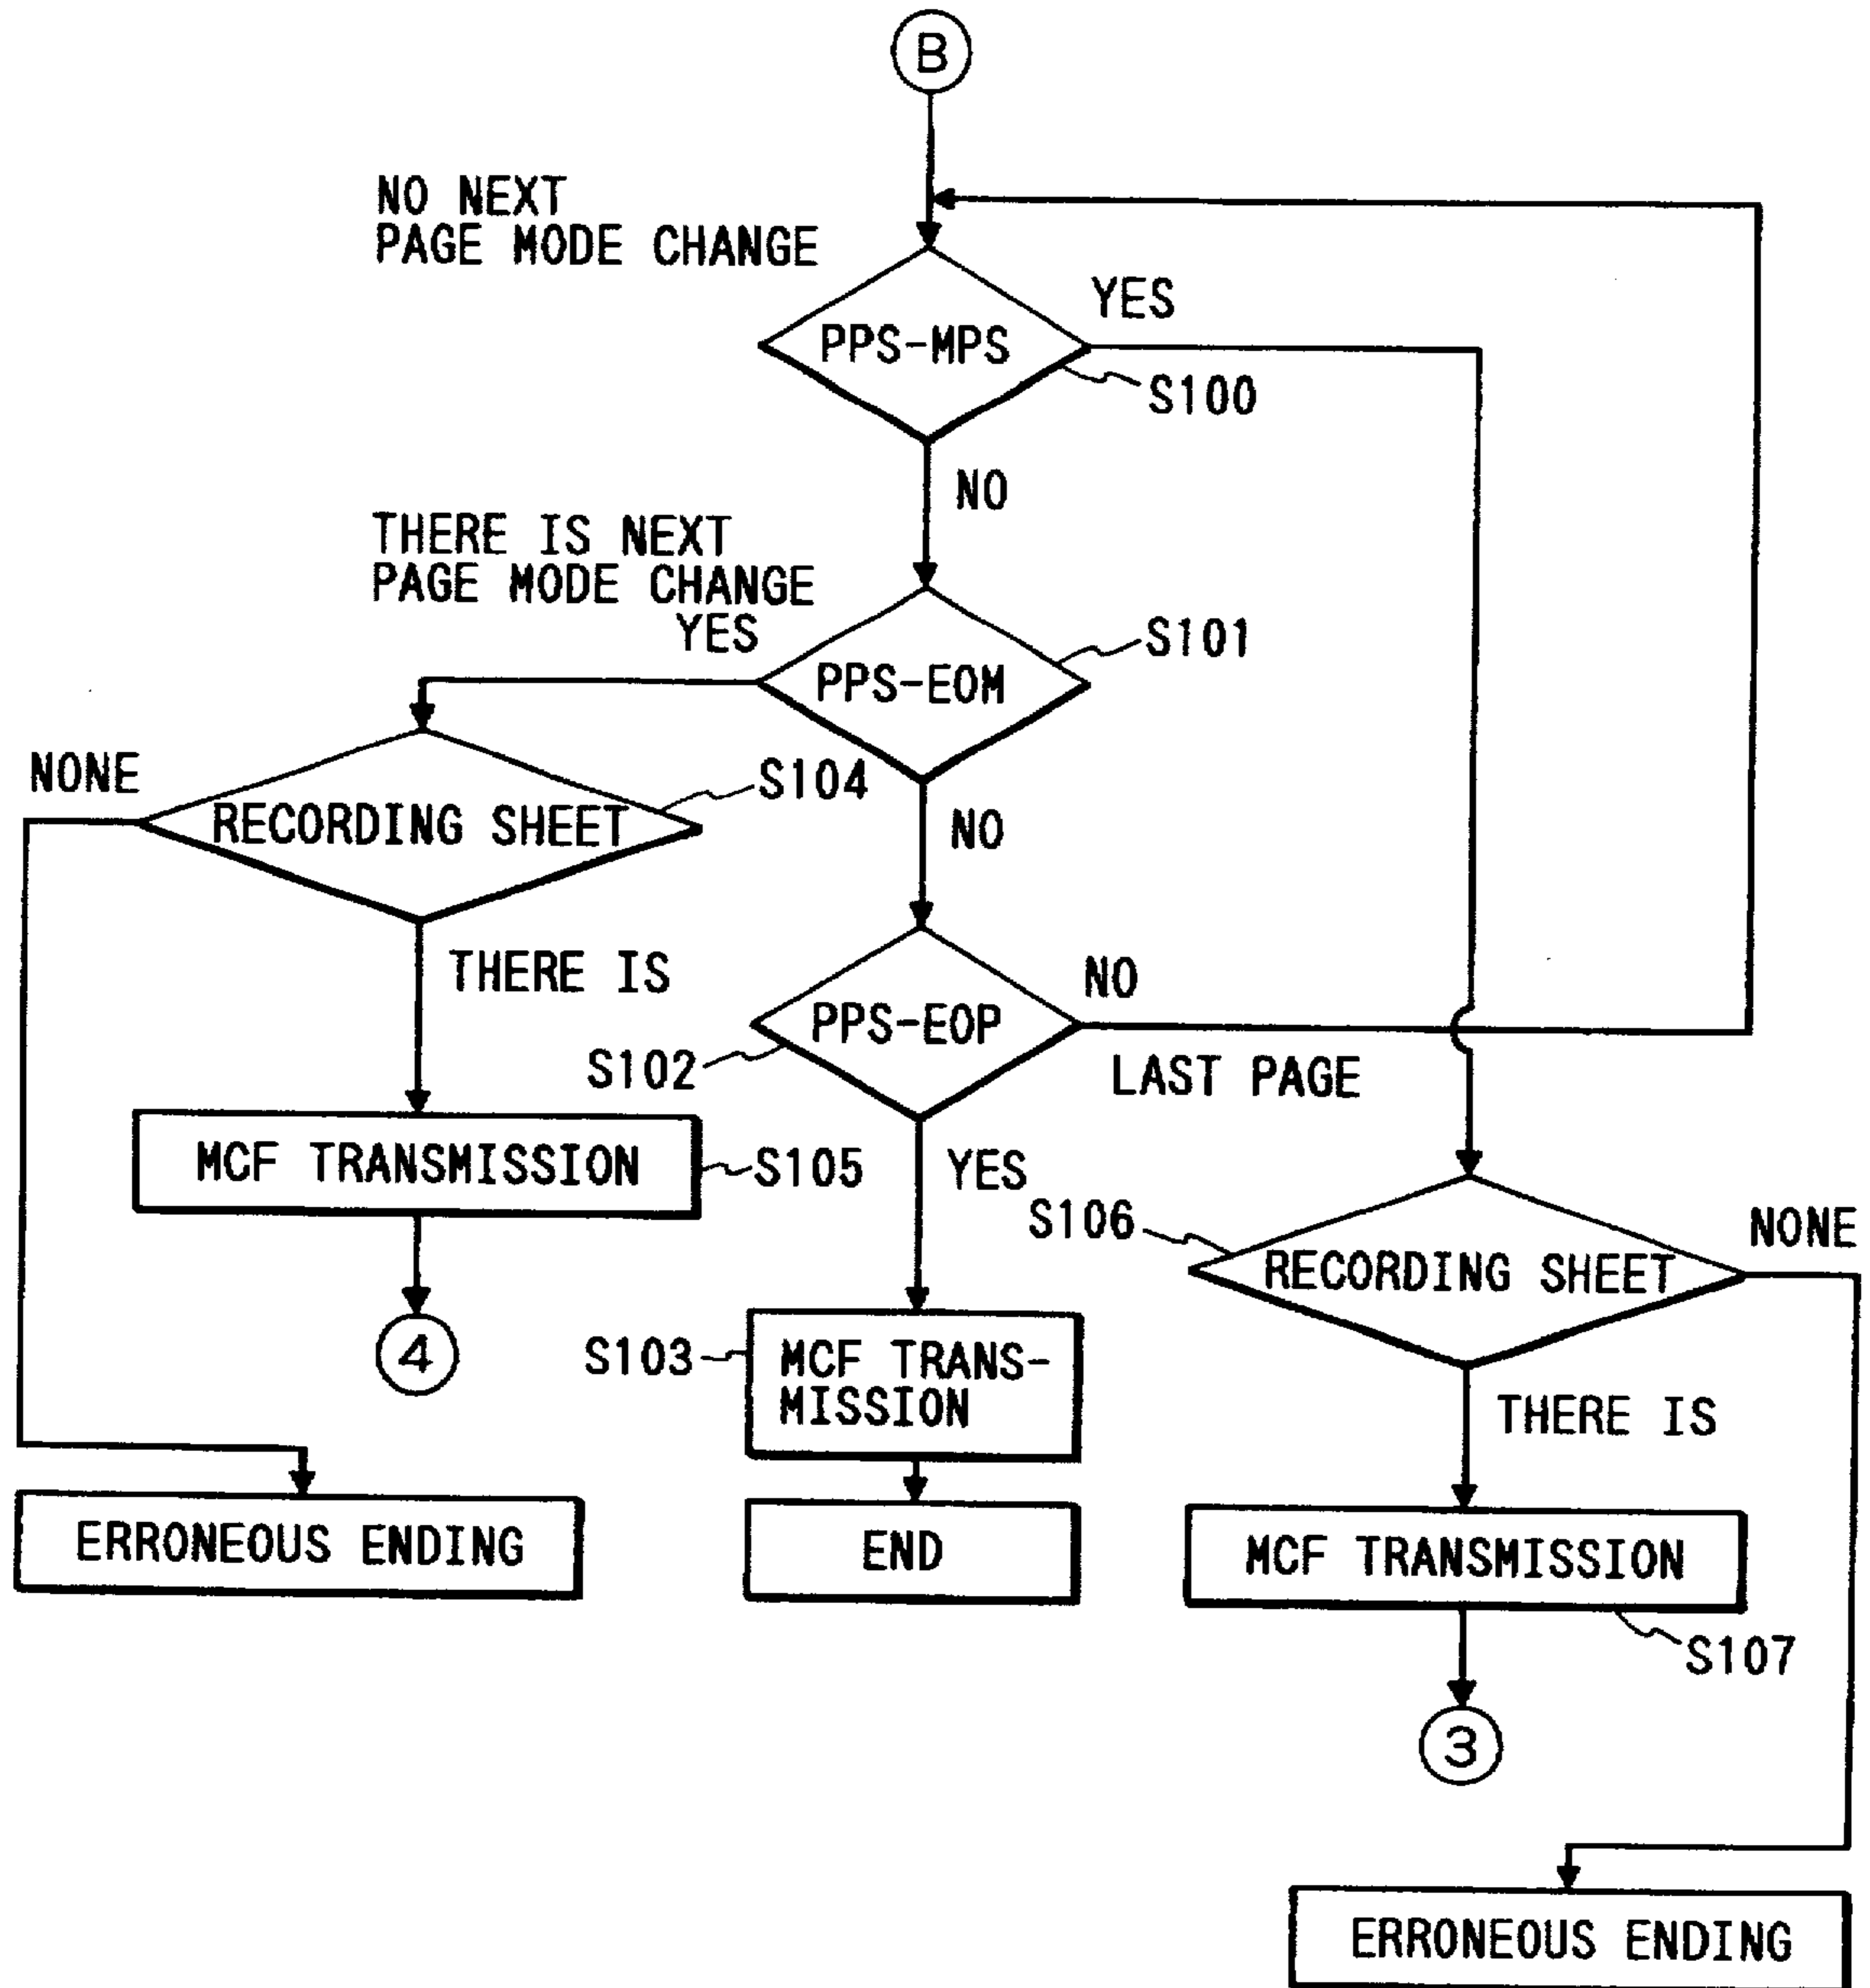 B
NO NEXT
PAGE MODE CHANGE
YES
PPS-MPS
S100
NO
THERE IS NEXT
PAGE MODE CHANGE
YES
S101
PPS-EOM
NONE
S104
RECORDING SHEET
NO
THERE IS
NO
PPS-EOP
S102
LAST PAGE
MCF TRANSMISSION
S105
YES
S106
NONE
RECORDING SHEET
4
S103
MCF TRANS-
MISSION
THERE IS
ERRONEOUS ENDING
END
MCF TRANSMISSION
S107
3
ERRONEOUS ENDING